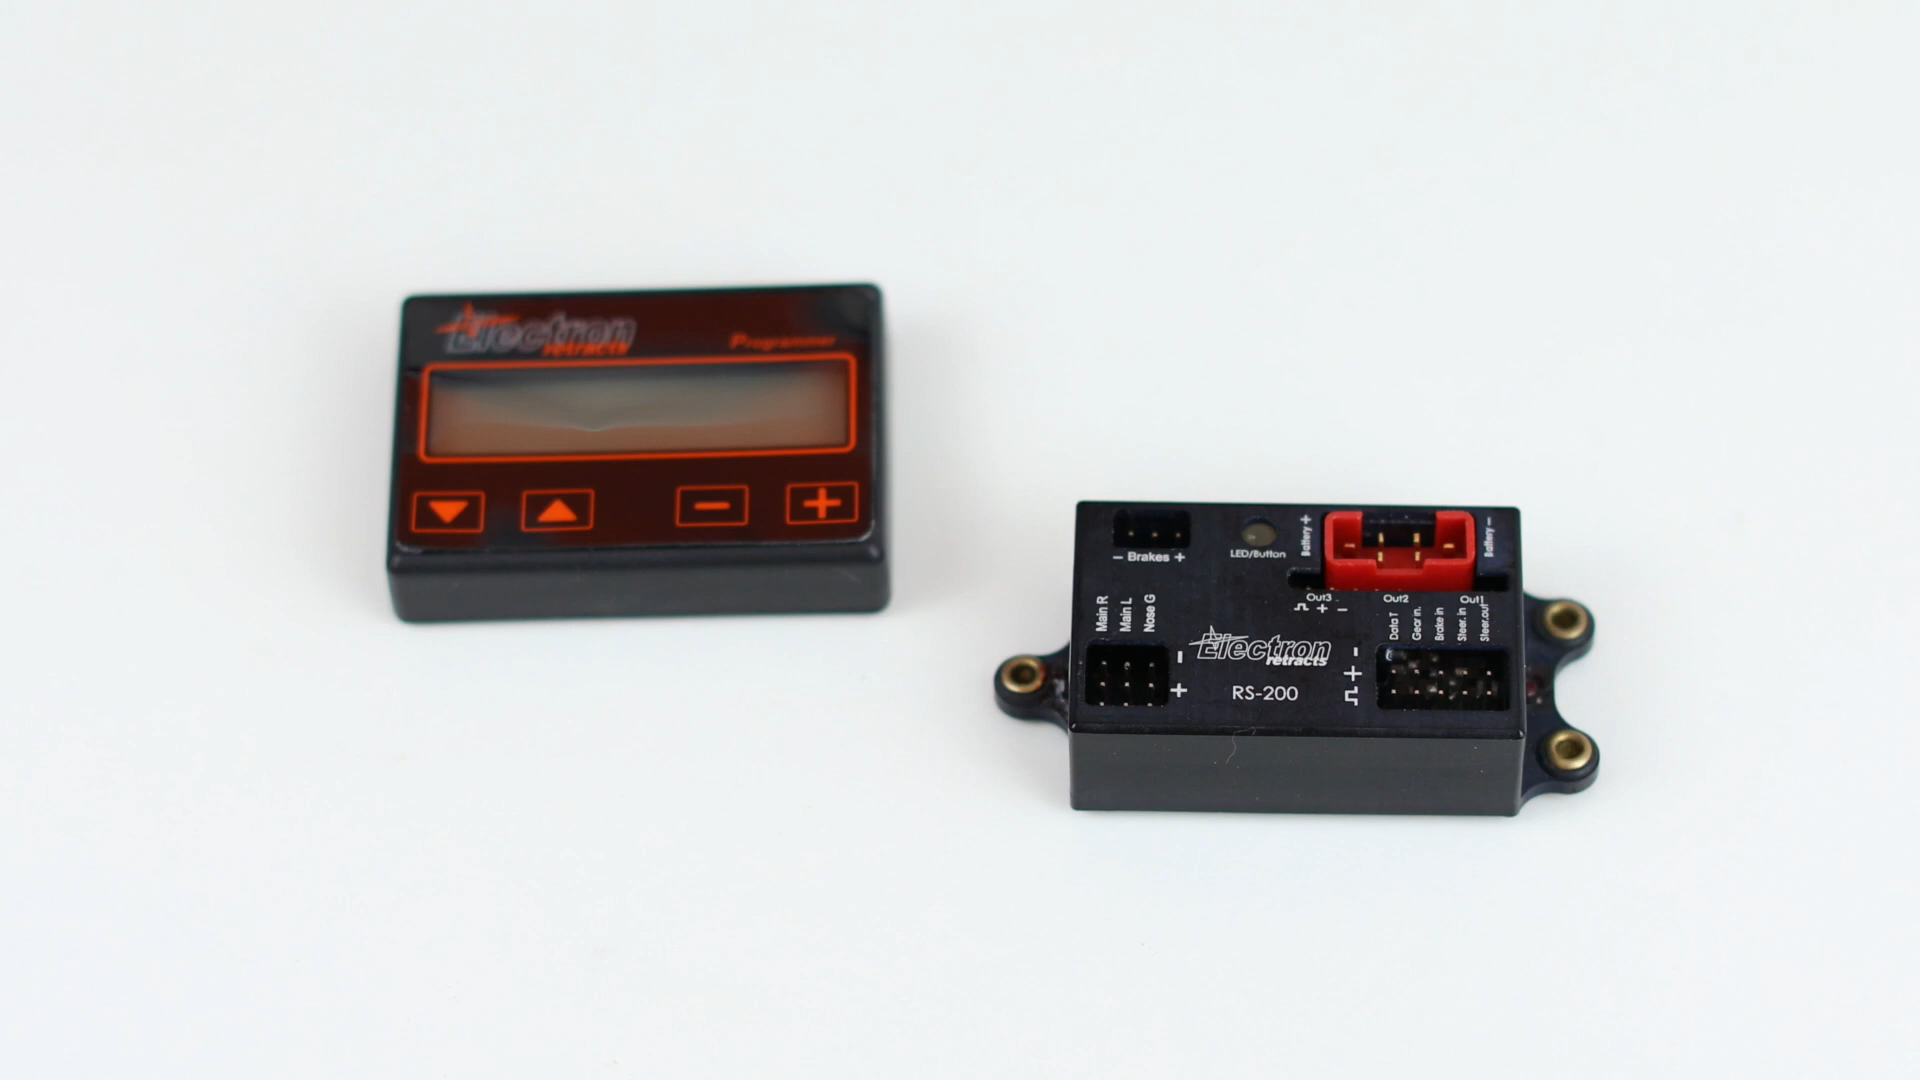 Electron
retracts
Programmer
– Brakes +
LED/Button
Battery +
Battery –
Out3
Out2
Out1
+ –
Main R
Main L
Nose G
Data T
Gear in.
Brake in
Steer. in
Steer.out
Electron
retracts
RS-200
-
+
-
+